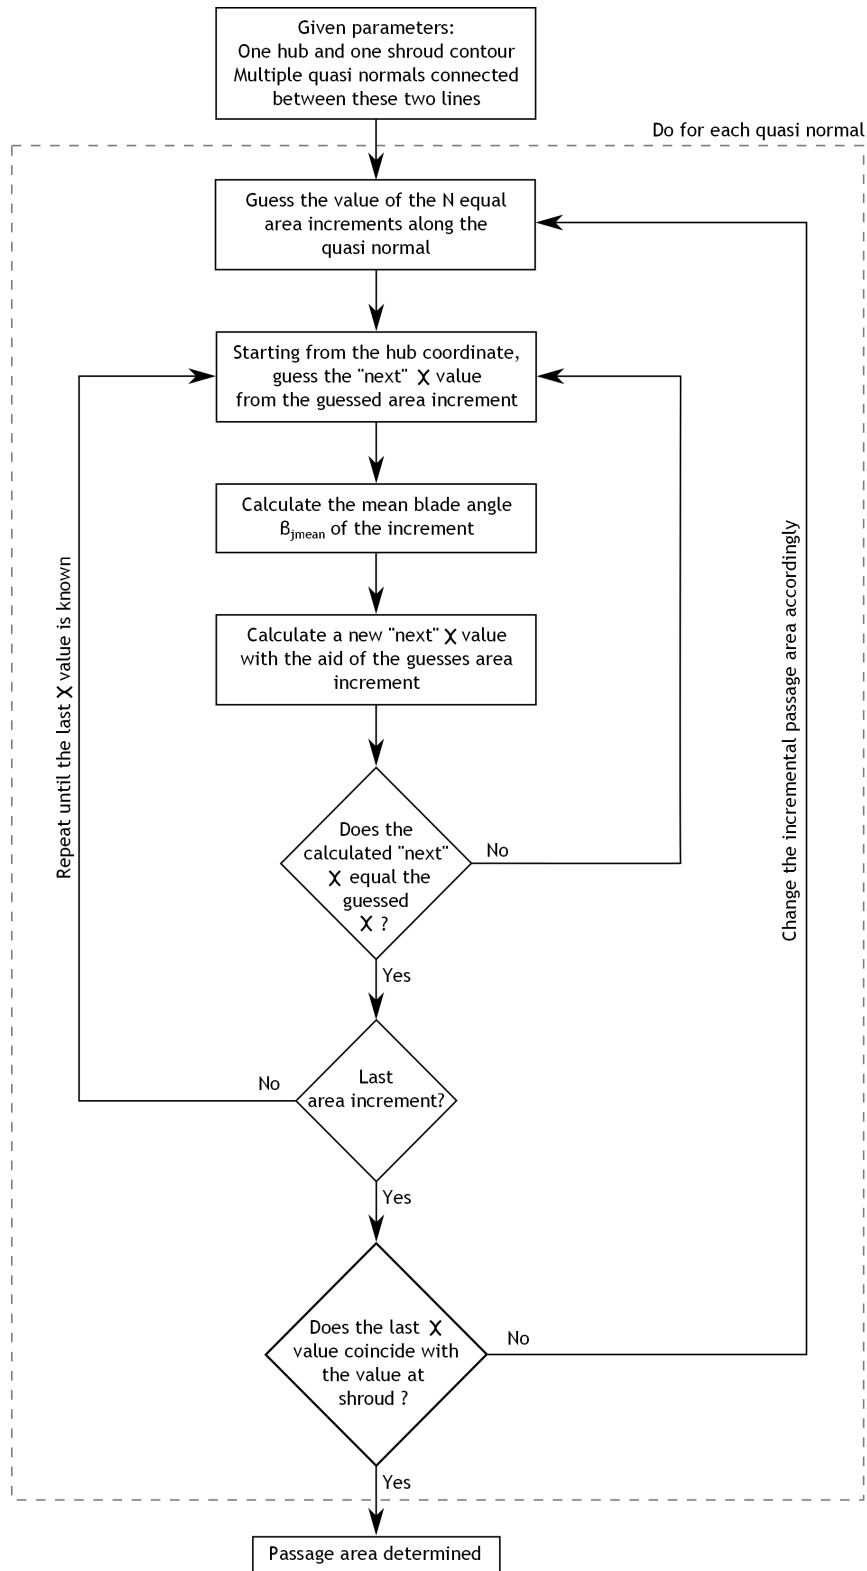 Given parameters:
One hub and one shroud contour
Multiple quasi normals connected
between these two lines
Do for each quasi normal
Guess the value of the N equal
area increments along the
quasi normal
Starting from the hub coordinate,
guess the "next" X value
from the guessed area increment
Calculate the mean blade angle
βjmean of the increment
Calculate a new "next" X value
with the aid of the guesses area
increment
Repeat until the last X value is known
Change the incremental passage area accordingly
Does the
calculated "next"
X equal the
guessed
X ?
No
Yes
Last
area increment?
No
Yes
Does the last X
value coincide with
the value at
shroud ?
No
Yes
Passage area determined